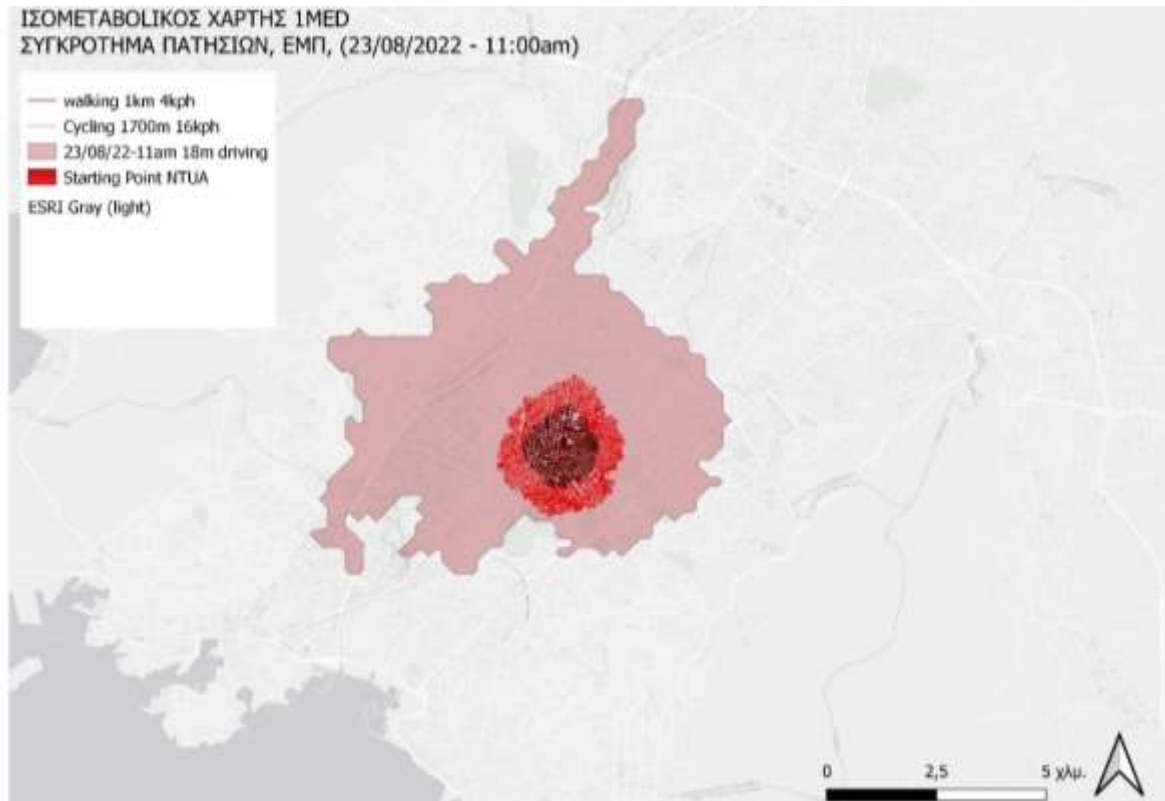 ΙΣΟΜΕΤΑΒOLΙΚΟΣ ΧΑΡΤΗΣ 1MED
ΣΥΓΚΡΟΤΗΜΑ ΠΑΤΗΣΙΩΝ, ΕΜΠ, (23/08/2022 - 11:00am)
walking 1km 4kph
Cycling 1700m 16kph
23/08/22-11am 18m driving
Starting Point NTUA
ESRI Gray (light)
0 2,5 5 χλμ.